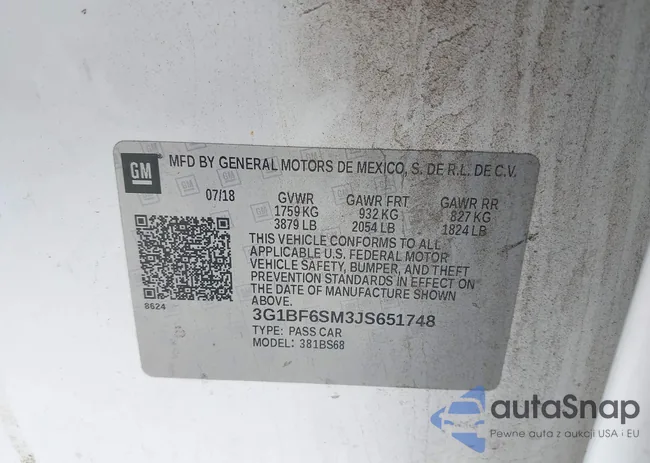 GM
MFD BY GENERAL MOTORS DE MEXICO, S. DE R.L. DE C.V.
07/18 GVWR GAWR FRT GAWR RR
1759 KG 932 KG 827 KG
3879 LB 2054 LB 1824 LB
THIS VEHICLE CONFORMS TO ALL
APPLICABLE U.S. FEDERAL MOTOR
VEHICLE SAFETY, BUMPER, AND THEFT
PREVENTION STANDARDS IN EFFECT ON
THE DATE OF MANUFACTURE SHOWN
ABOVE.
8624
3G1BF6SM3JS651748
TYPE: PASS CAR
MODEL: 381BS68
autaSnap
Pewne auta z aukcji USA i EU